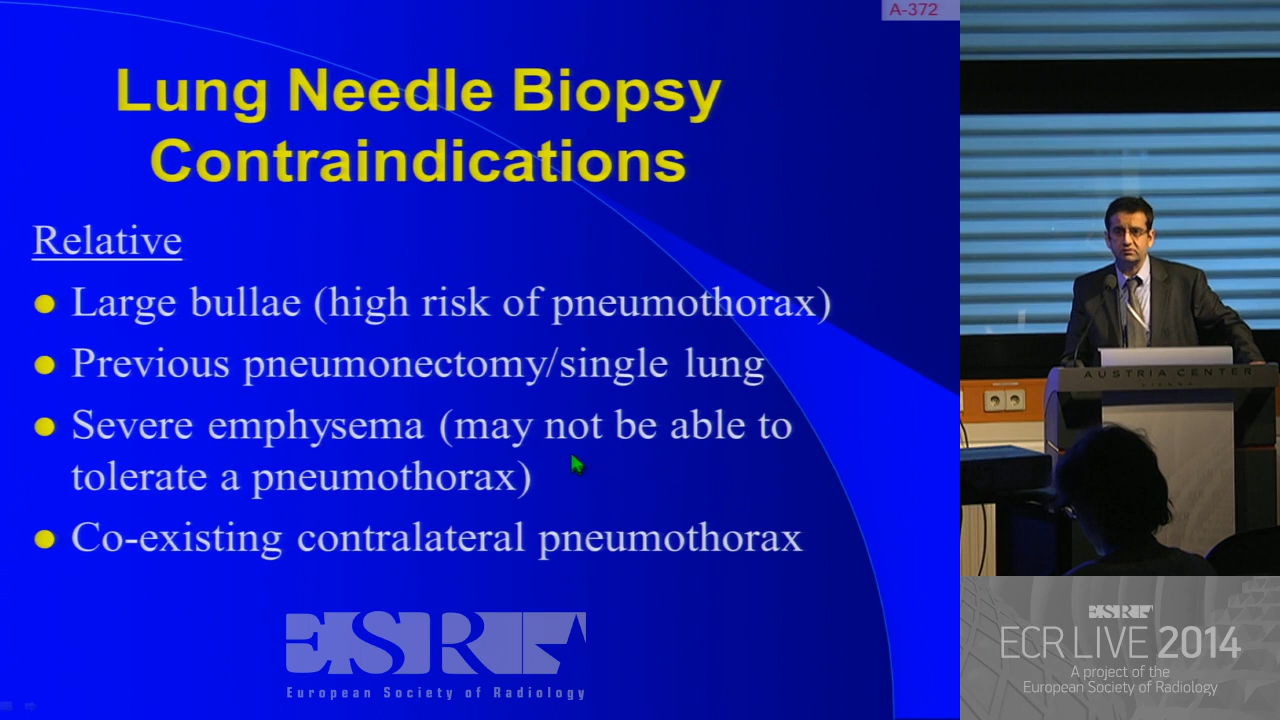 A-372
Lung Needle Biopsy
Contraindications
Relative
Large bullae (high risk of pneumothorax)
Previous pneumonectomy/single lung
Severe emphysema (may not be able to
tolerate a pneumothorax)
Co-existing contralateral pneumothorax
ESR
European Society of Radiology
AUSTRIA CENTER
VIENNA
ESR
ECR LIVE 2014
A project of the
European Society of Radiology